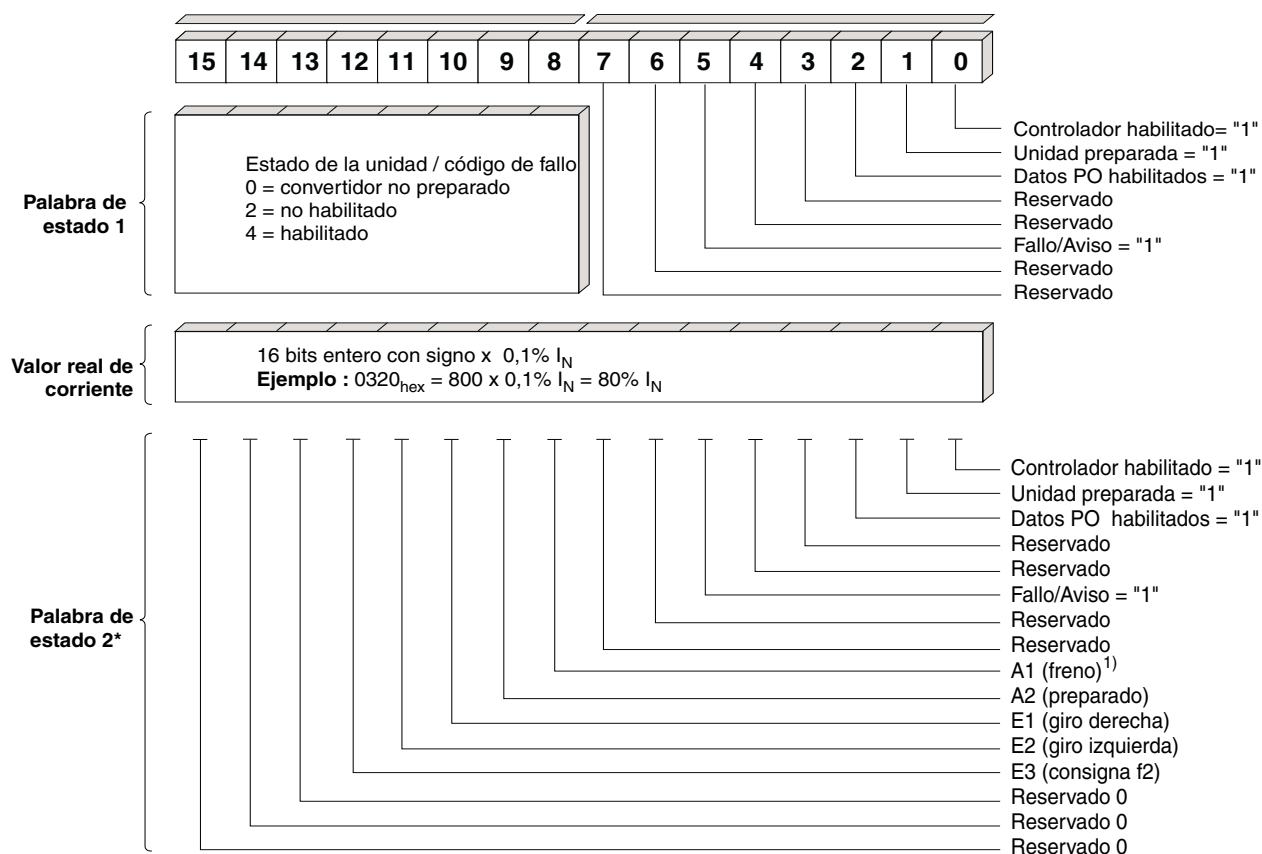 15 14 13 12 11 10 9 8 7 6 5 4 3 2 1 0
Palabra de
estado 1
Estado de la unidad / código de fallo
0 = convertidor no preparado
2 = no habilitado
4 = habilitado
Controlador habilitado= "1"
Unidad preparada = "1"
Datos PO habilitados = "1"
Reservado
Reservado
Fallo/Aviso = "1"
Reservado
Reservado
Valor real de
corriente
16 bits entero con signo x 0,1% IN
Ejemplo : 0320hex = 800 x 0,1% IN = 80% IN
Palabra de
estado 2*
Controlador habilitado = "1"
Unidad preparada = "1"
Datos PO habilitados = "1"
Reservado
Reservado
Fallo/Aviso = "1"
Reservado
Reservado
A1 (freno)1)
A2 (preparado)
E1 (giro derecha)
E2 (giro izquierda)
E3 (consigna f2)
Reservado 0
Reservado 0
Reservado 0